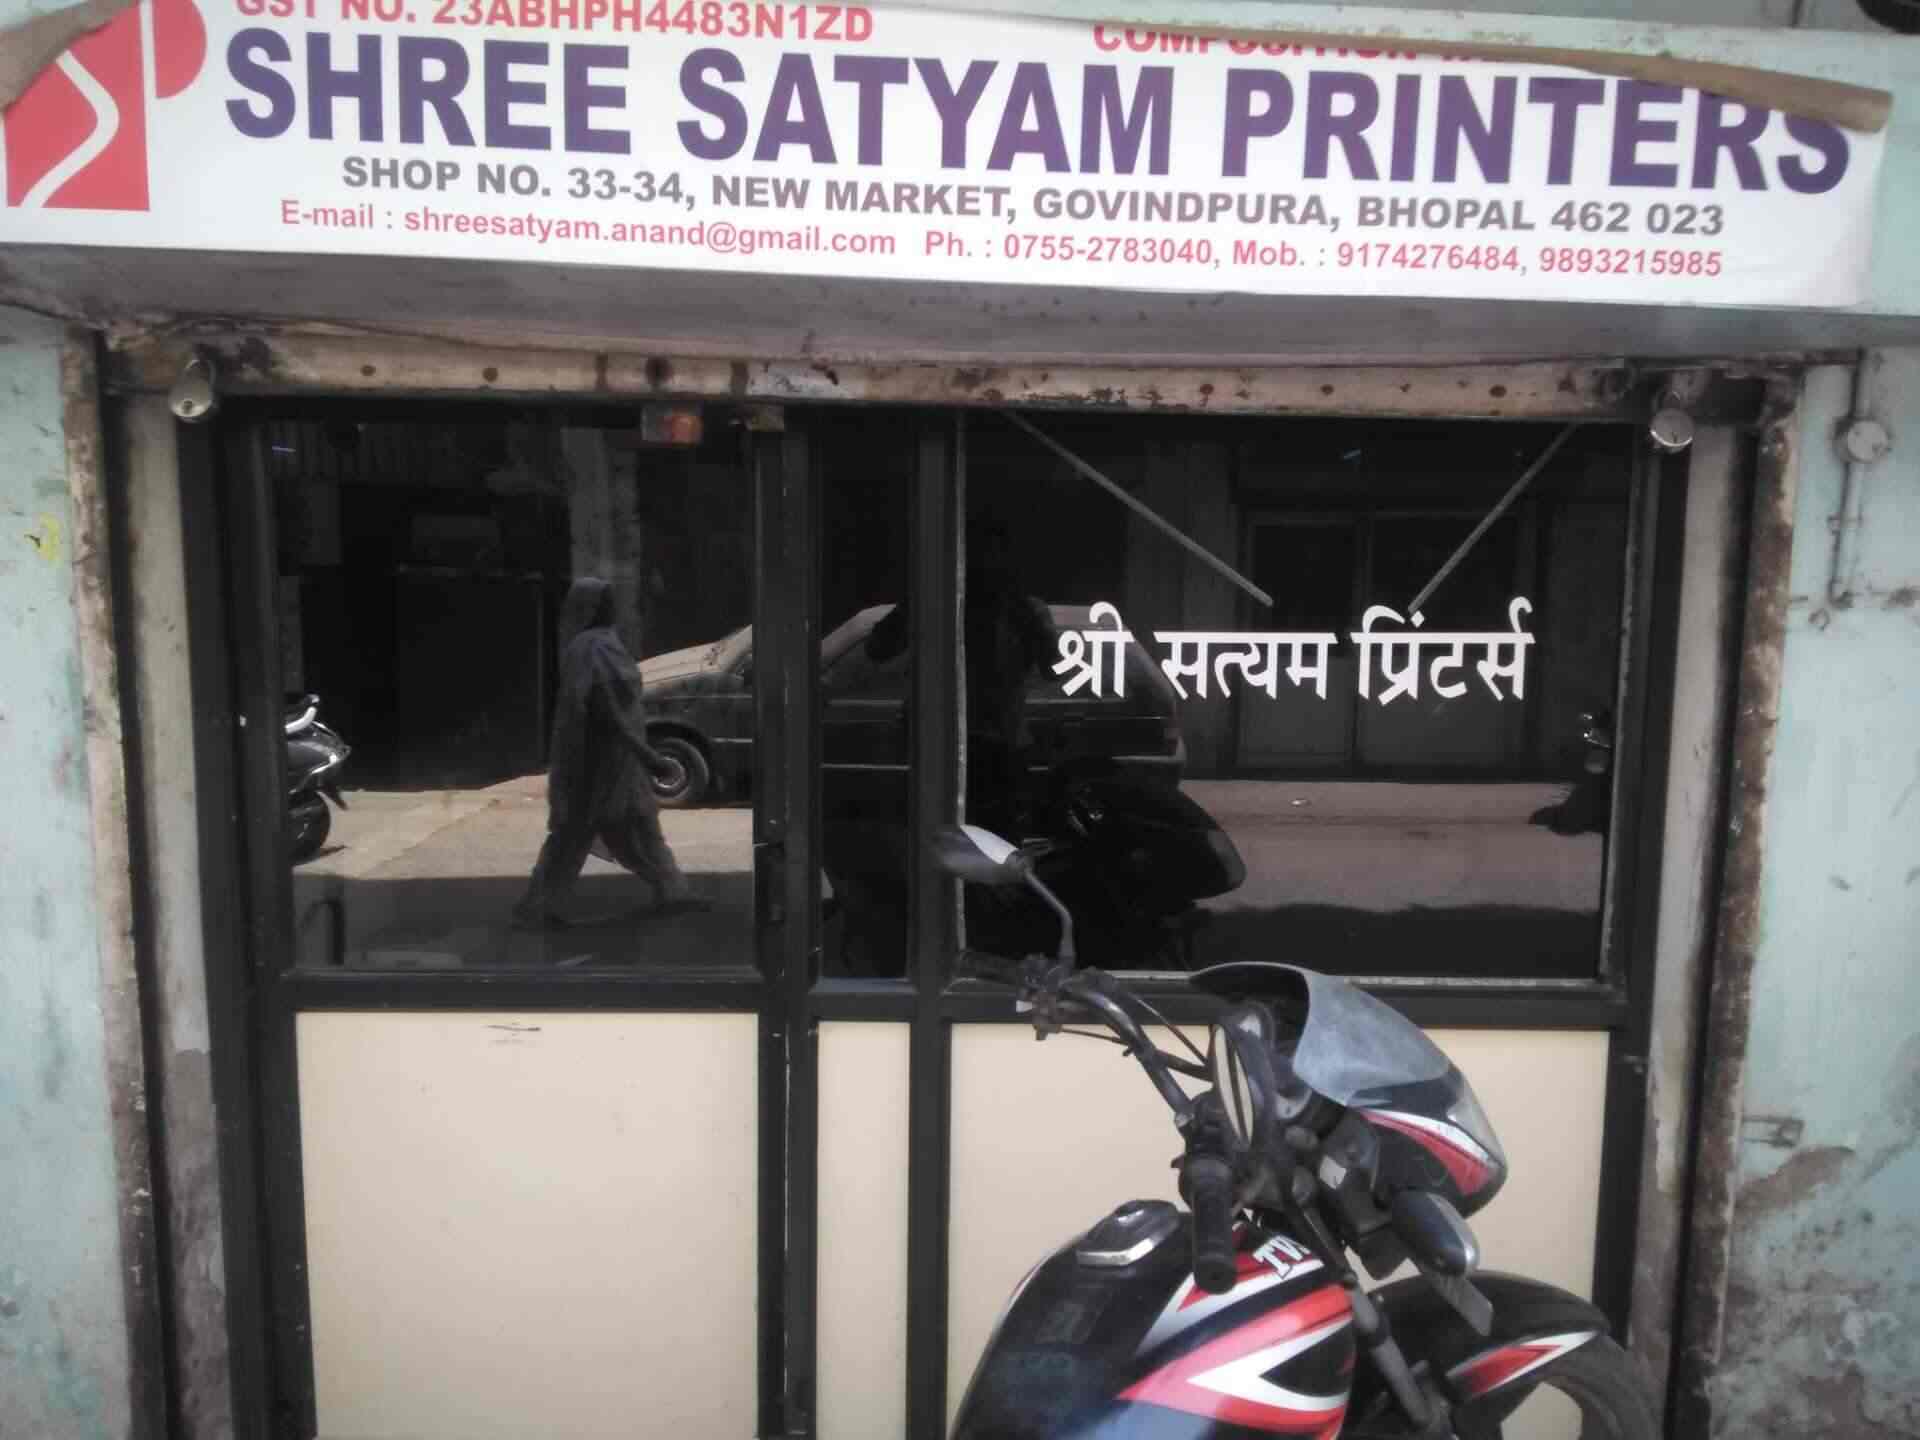 GST NO. 23ABHPH4483N1ZD
SHREE SATYAM PRINTERS
SHOP NO. 33-34, NEW MARKET, GOVINDPURA, BHOPAL 462 023
E-mail : shreesatyam.anand@gmail.com Ph. : 0755-2783040, Mob. : 9174276484, 9893215985
श्री सत्यम प्रिंटर्स
TVS